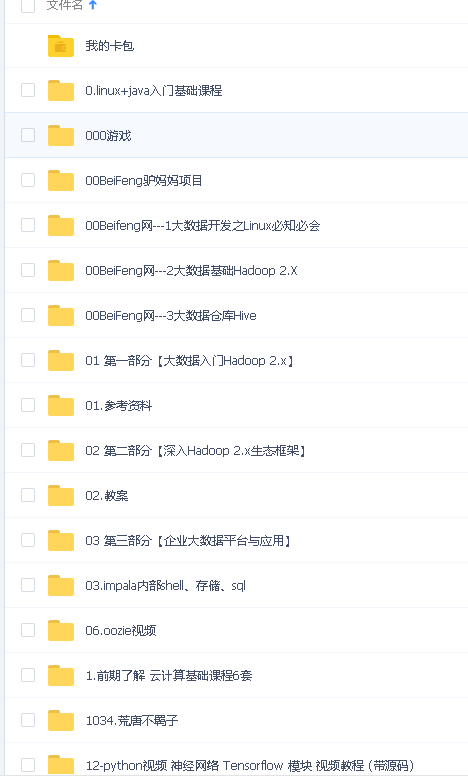 文件名
我的卡包
0.linux+java入门基础课程
000游戏
00BeiFeng驴妈妈项目
00Beifeng网---1大数据开发之Linux必知必会
00BeiFeng网---2大数据基础Hadoop 2.X
00BeiFeng网---3大数据仓库Hive
01 第一部分【大数据入门Hadoop 2.x】
01.参考资料
02 第二部分【深入Hadoop 2.x生态框架】
02.教案
03 第三部分【企业大数据平台与应用】
03.impala内部shell、存储、sql
06.oozie视频
1.前期了解 云计算基础课程6套
1034.荒唐不羁子
12-python视频 神经网络 Tensorflow 模块 视频教程 (带源码)